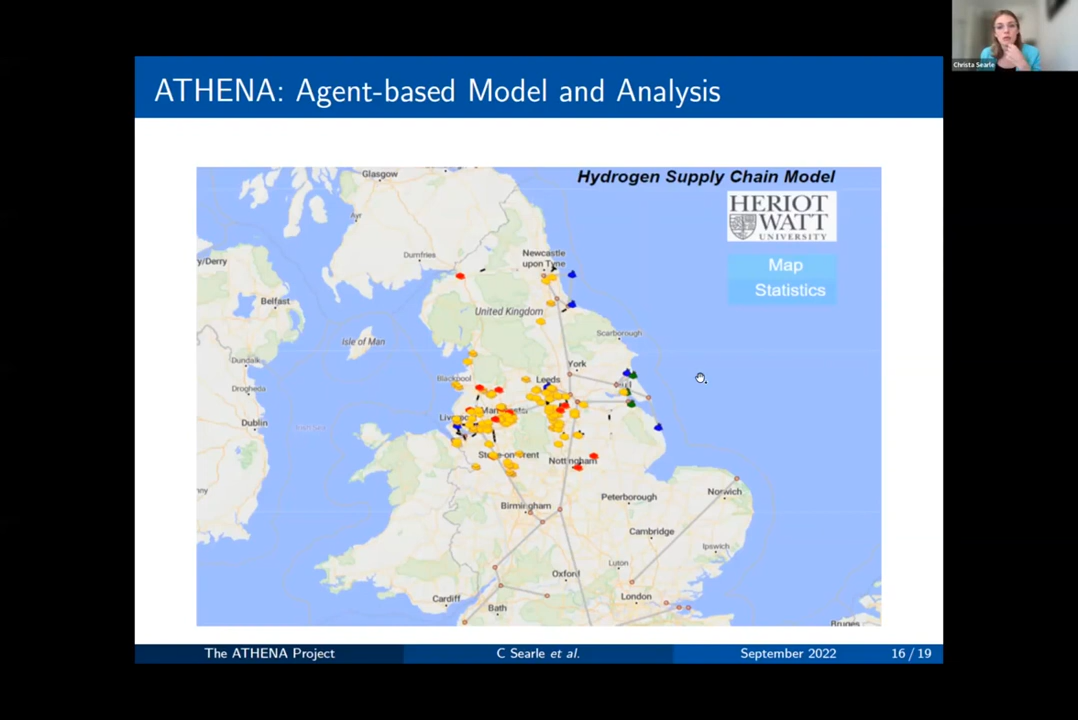 Christa Searle
ATHENA: Agent-based Model and Analysis
Hydrogen Supply Chain Model
HERIOT
WATT
UNIVERSITY
Map
Statistics
Glasgow
Ayr
Dumfries
Newcastle
upon Tyne
y/Derry
Belfast
United Kingdom
Isle of Man
Scarborough
Dundalk
York
Blackpool
Leeds
Drogheda
Dublin
Irish Sea
Nottingham
Norwich
Peterborough
Birmingham
Cambridge
Ipswich
Luton
Oxford
London
Cardiff
Bath
Bruges
The ATHENA Project
C Searle et al.
September 2022
16 / 19